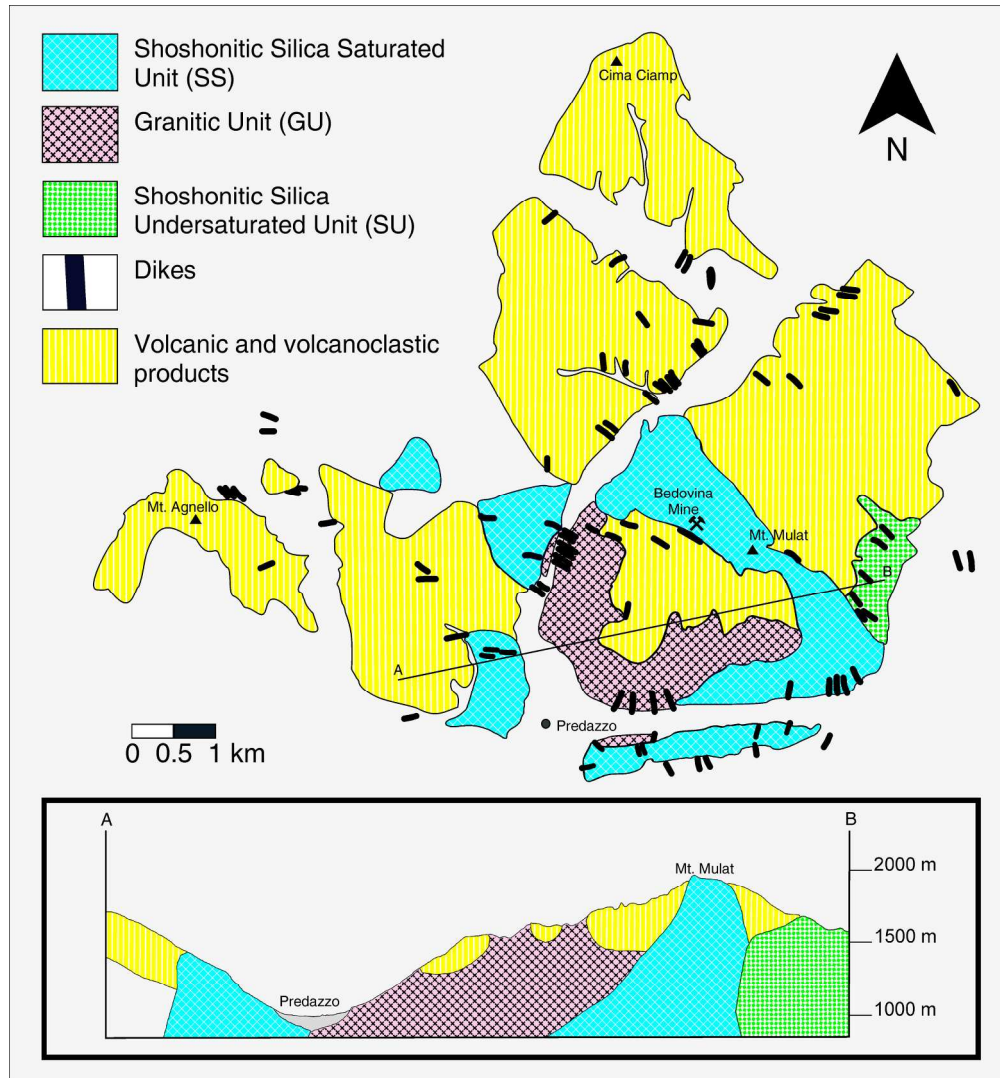 Shoshonitic Silica Saturated
Unit (SS)
Granitic Unit (GU)
Shoshonitic Silica
Undersaturated Unit (SU)
Dikes
Volcanic and volcanoclastic
products
Cima Ciamp
N
Mt. Agnello
Bedovina
Mine
Mt. Mulat
B
A
Predazzo
0 0.5 1 km
A
B
Mt. Mulat
2000 m
1500 m
Predazzo
1000 m